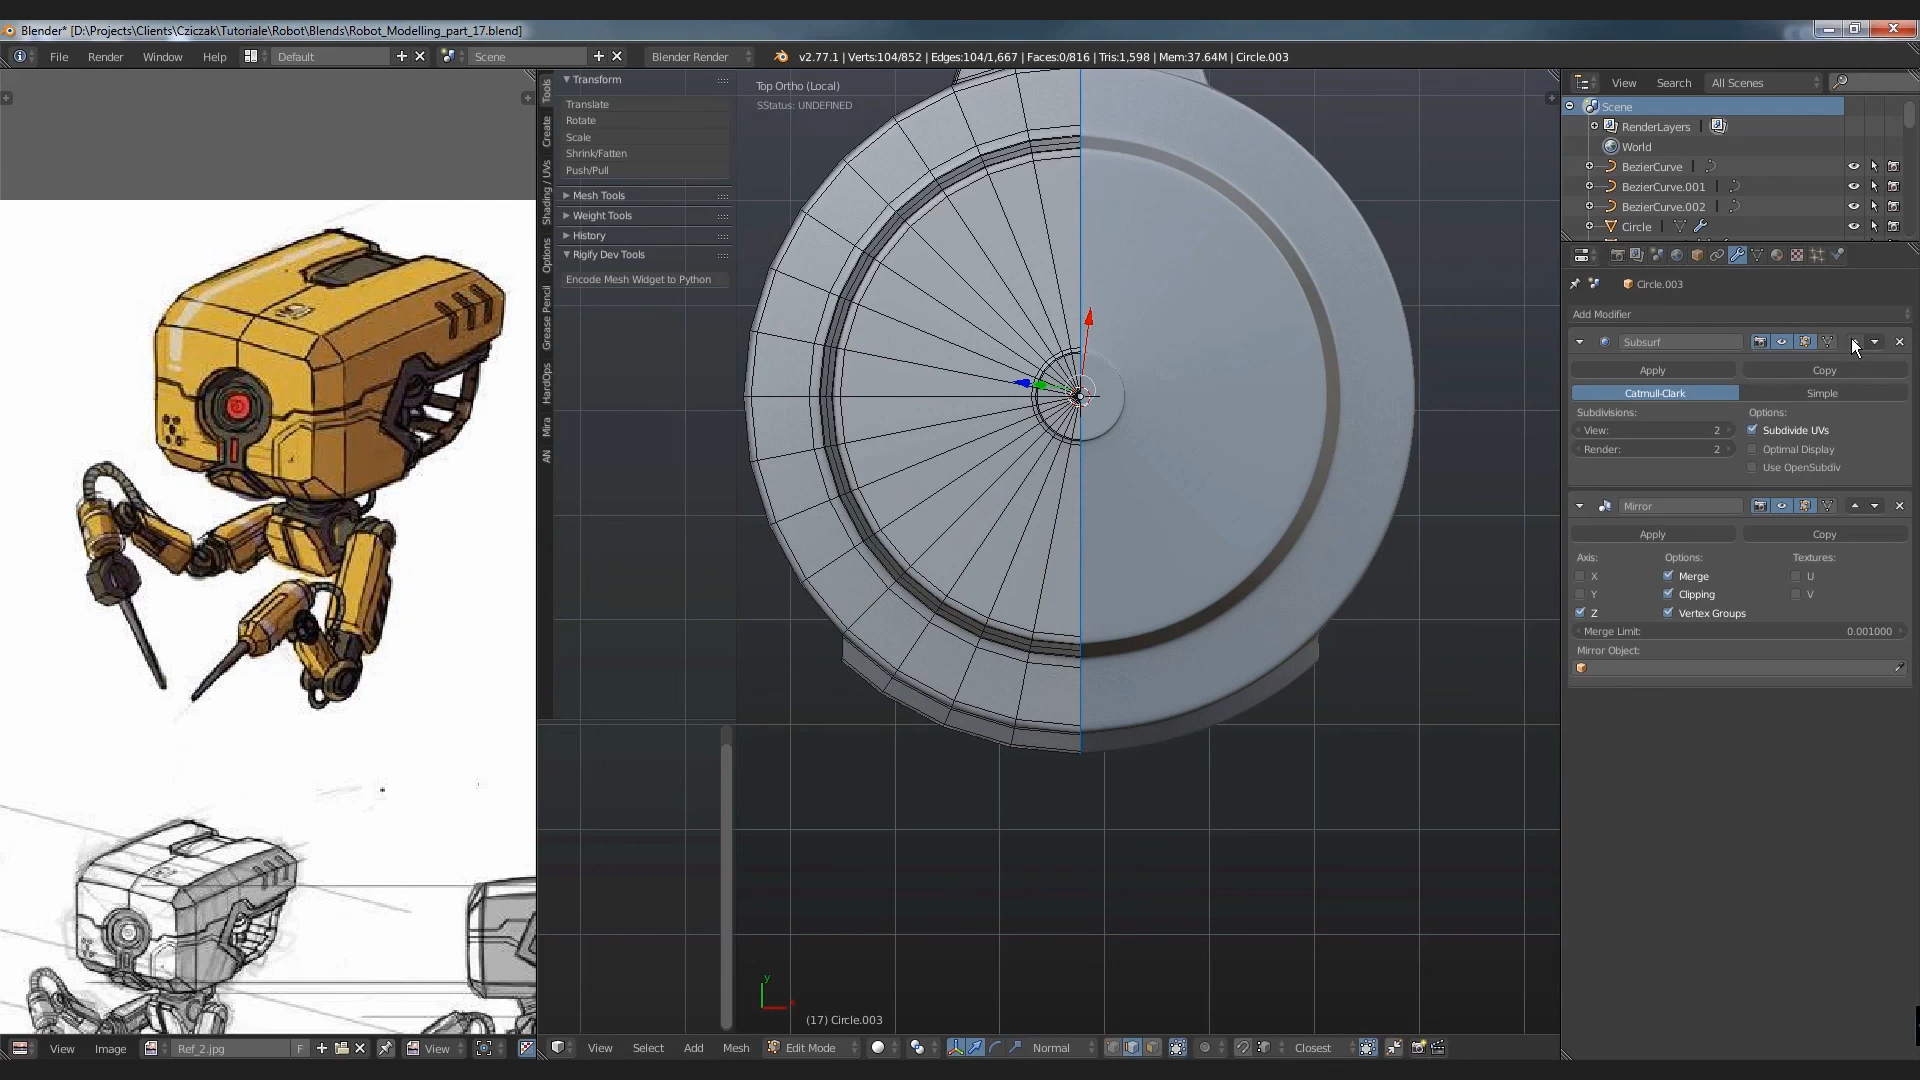 Blender* [D:\Projects\Clients\Cziczak\Tutoriale\Robot\Blends\Robot_Modelling_part_17.blend]
File Render Window Help Default Scene Blender Render v2.77.1 | Verts:104/852 | Edges:104/1,667 | Faces:0/816 | Tris:1,598 | Mem:37.64M | Circle.003
Tools
Create
Shading / UVs
Options
Grease Pencil
HardOps
Mira
AN
Transform
Translate
Rotate
Scale
Shrink/Fatten
Push/Pull
Mesh Tools
Weight Tools
History
Rigify Dev Tools
Encode Mesh Widget to Python
Top Ortho (Local)
SStatus: UNDEFINED
y
(17) Circle.003
View Search All Scenes
Scene
RenderLayers |
World
BezierCurve |
BezierCurve.001 |
BezierCurve.002 |
Circle |
Circle.003
Add Modifier
Subsurf
Apply Copy
Catmull-Clark Simple
Subdivisions: Options:
View: 2 Subdivide UVs
Render: 2 Optimal Display
Use OpenSubdiv
Mirror
Apply Copy
Axis: Options: Textures:
X Merge U
Y Clipping V
Z Vertex Groups
Merge Limit: 0.001000
Mirror Object:
View Image Ref_2.jpg F View
View Select Add Mesh Edit Mode Normal Closest